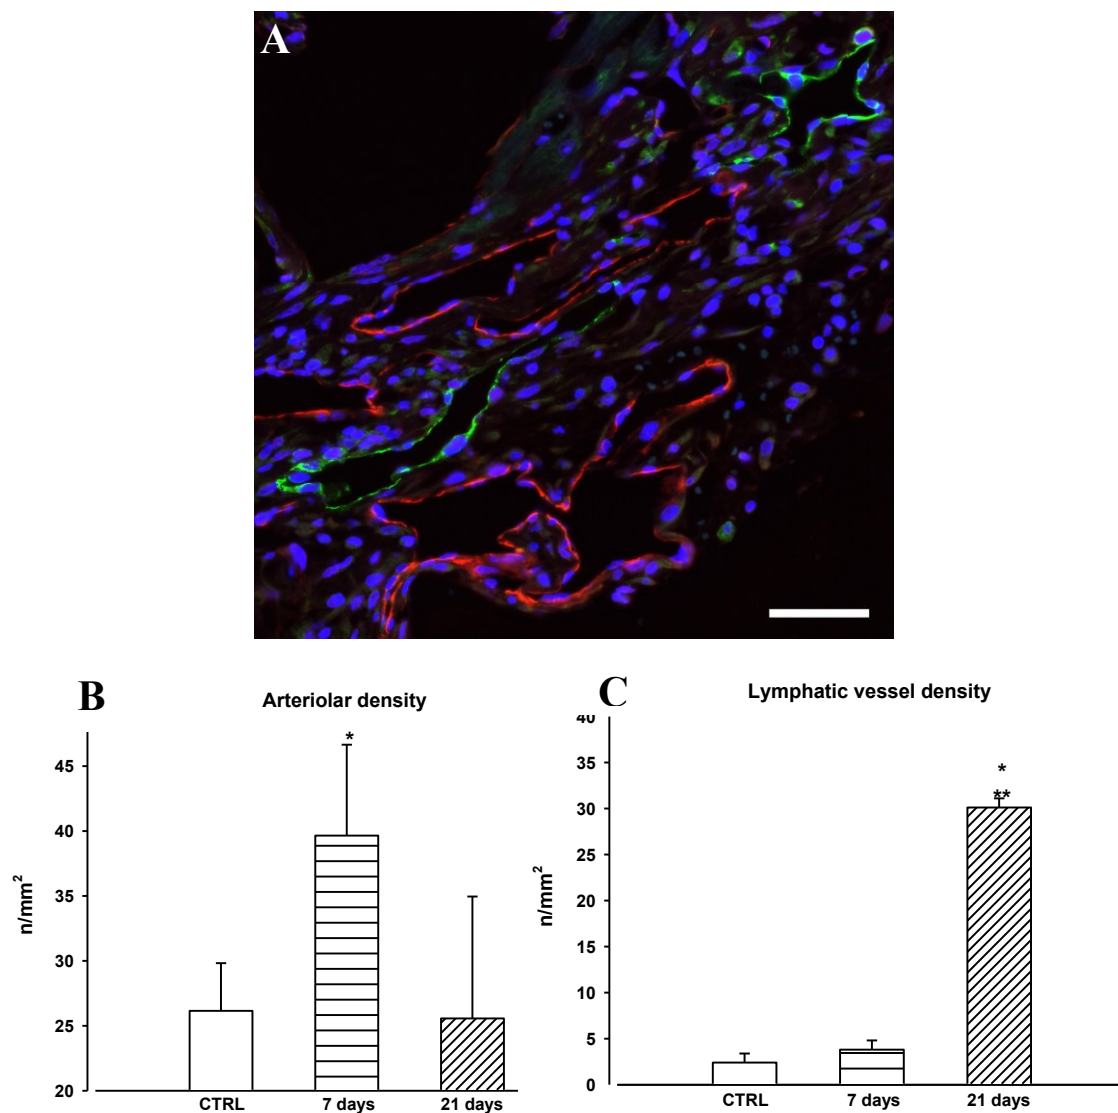 A
B
Arteriolar density
*
45
40
35
30
25
20
n/mm²
CTRL
7 days
21 days
C
Lymphatic vessel density
40
35
30
25
20
15
10
5
0
n/mm²
*
**
CTRL
7 days
21 days